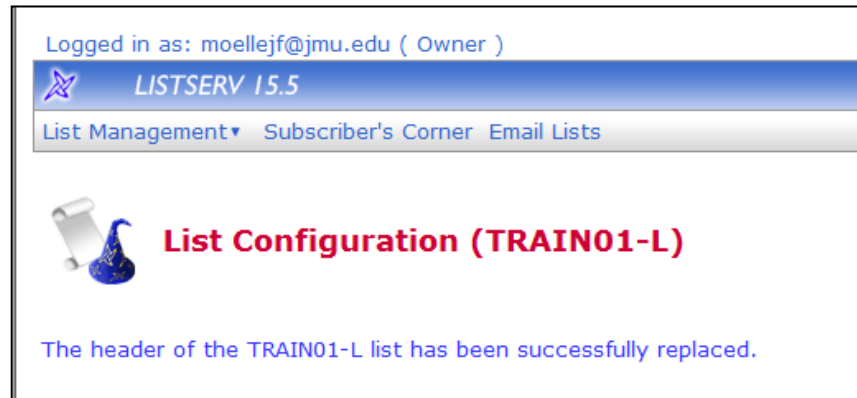 Logged in as: moellejf@jmu.edu ( Owner )
LISTSERV 15.5
List Management▾ Subscriber's Corner Email Lists
List Configuration (TRAIN01-L)
The header of the TRAIN01-L list has been successfully replaced.